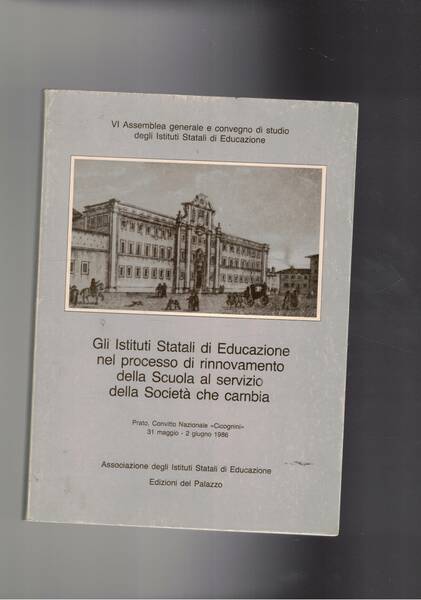 VI Assemblea generale e convegno di studio
degli Istituti Statali di Educazione
Gli Istituti Statali di Educazione
nel processo di rinnovamento
della Scuola al servizio
della Società che cambia
Prato, Convitto Nazionale «Cicognini»
31 maggio - 2 giugno 1986
Associazione degli Istituti Statali di Educazione
Edizioni del Palazzo